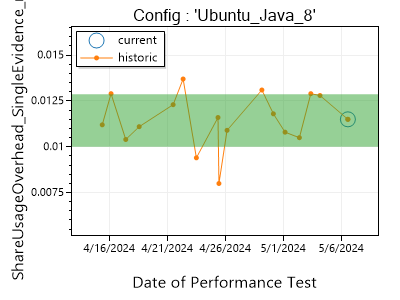 Config : 'Ubuntu_Java_8'
current
historic
0.015
0.0125
0.01
0.0075
ShareUsageOverhead_SingleEvidence_
4/16/2024
4/21/2024
4/26/2024
5/1/2024
5/6/2024
Date of Performance Test